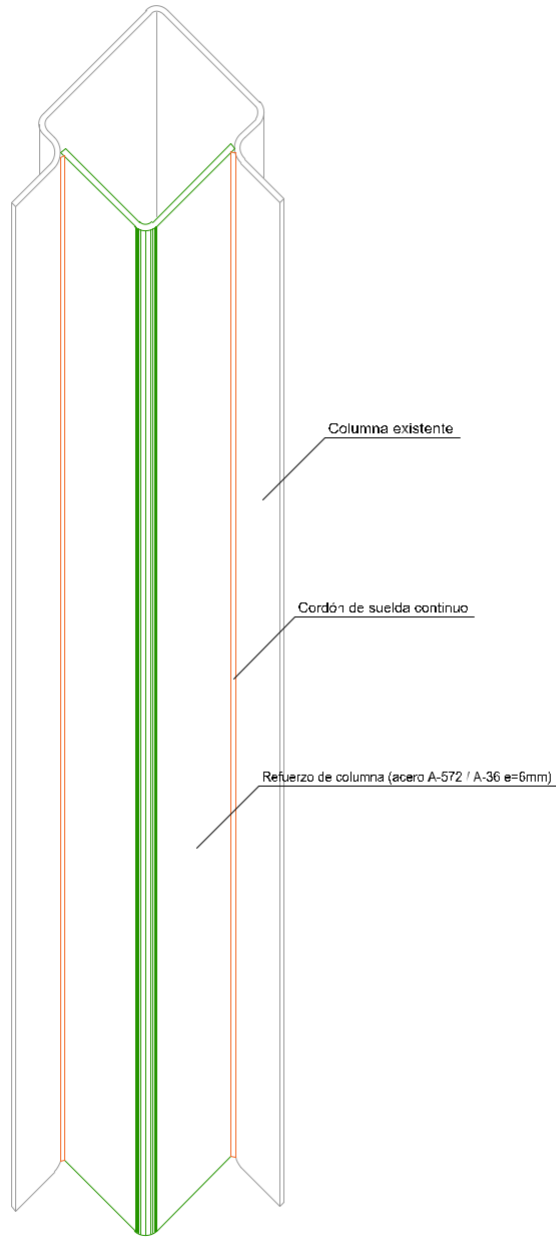 Columna existente
Cordón de suelda continuo
Refuerzo de columna (acero A-572 / A-36 e=6mm)